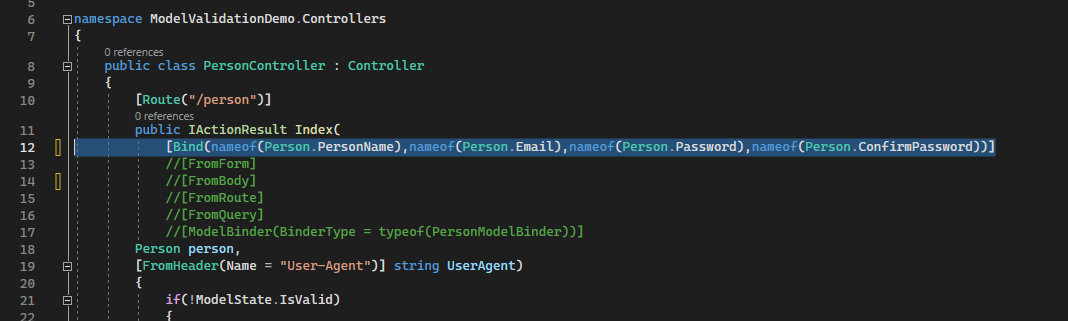 5
6 namespace ModelValidationDemo.Controllers
7 {
0 references
8 public class PersonController : Controller
9 {
10 [Route("/person")]
0 references
11 public IActionResult Index(
12 [Bind(nameof(Person.PersonName),nameof(Person.Email),nameof(Person.Password),nameof(Person.ConfirmPassword))]
13 //[FromForm]
14 //[FromBody]
15 //[FromRoute]
16 //[FromQuery]
17 //[ModelBinder(BinderType = typeof(PersonModelBinder))]
18 Person person,
19 [FromHeader(Name = "User-Agent")] string UserAgent)
20 {
21 if(!ModelState.IsValid)
22 {